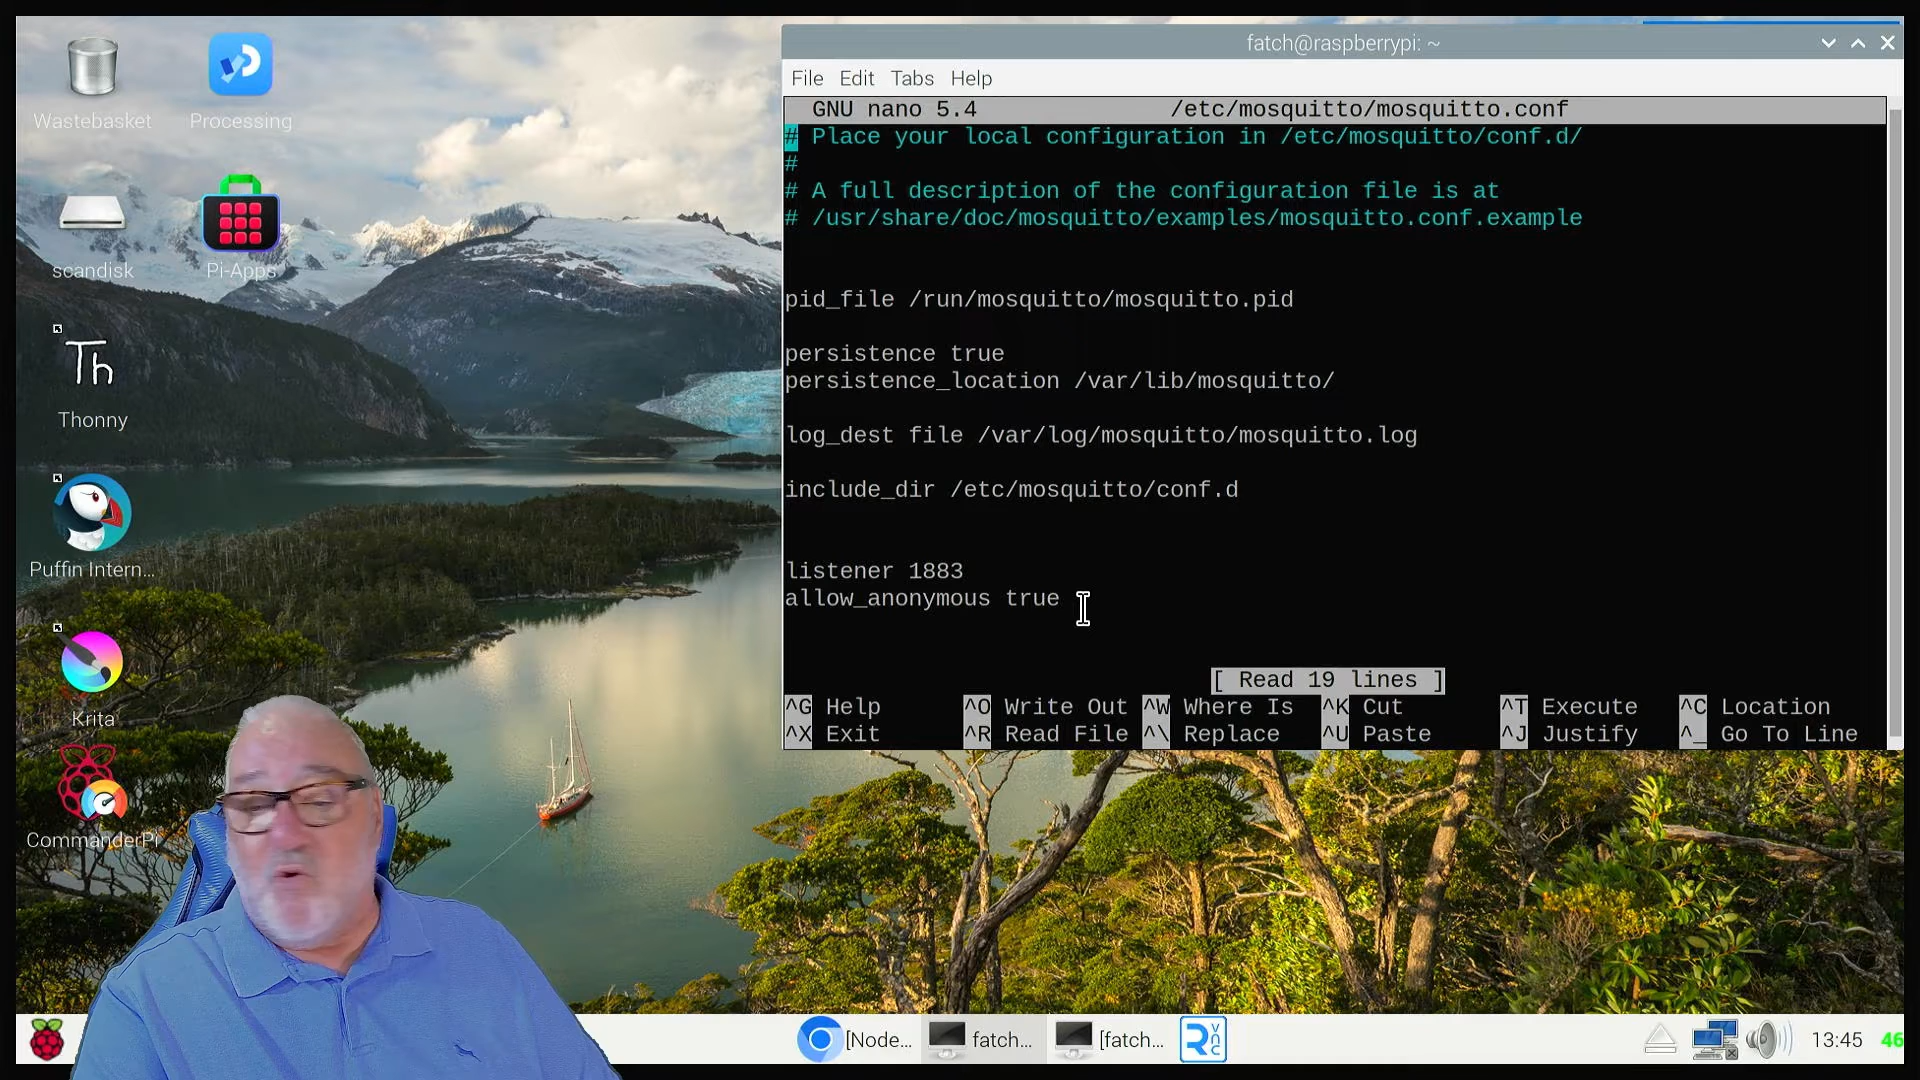 Wastebasket
Processing
scandisk
Pi-Apps
Th
Thonny
Puffin Intern...
Krita
CommanderPi
fatch@raspberrypi: ~
File Edit Tabs Help
GNU nano 5.4 /etc/mosquitto/mosquitto.conf
# Place your local configuration in /etc/mosquitto/conf.d/
#
# A full description of the configuration file is at
# /usr/share/doc/mosquitto/examples/mosquitto.conf.example
pid_file /run/mosquitto/mosquitto.pid
persistence true
persistence_location /var/lib/mosquitto/
log_dest file /var/log/mosquitto/mosquitto.log
include_dir /etc/mosquitto/conf.d
listener 1883
allow_anonymous true
[ Read 19 lines ]
^G Help ^O Write Out ^W Where Is ^K Cut ^T Execute ^C Location
^X Exit ^R Read File ^\ Replace ^U Paste ^J Justify ^_ Go To Line
[Node... fatch... [fatch... R VNC 13:45 46